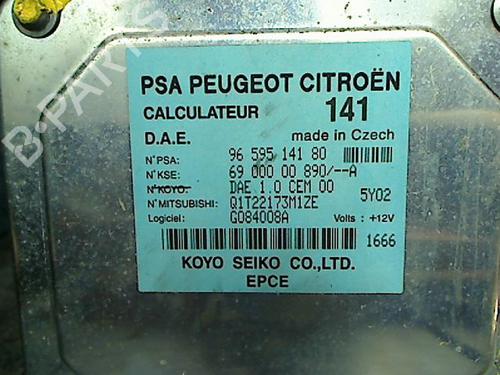 PSA PEUGEOT CITROËN
CALCULATEUR 141
D.A.E. made in Czech
N°PSA: 96 595 141 80
N°KSE: 69 000 00 890/--A
N°KOYO: DAE 1.0 CEM 00 5Y02
N°MITSUBISHI: Q1T22173M1ZE
Logiciel: G084008A Volts : +12V
1666
KOYO SEIKO CO.,LTD.
EPCE
B-PARTS